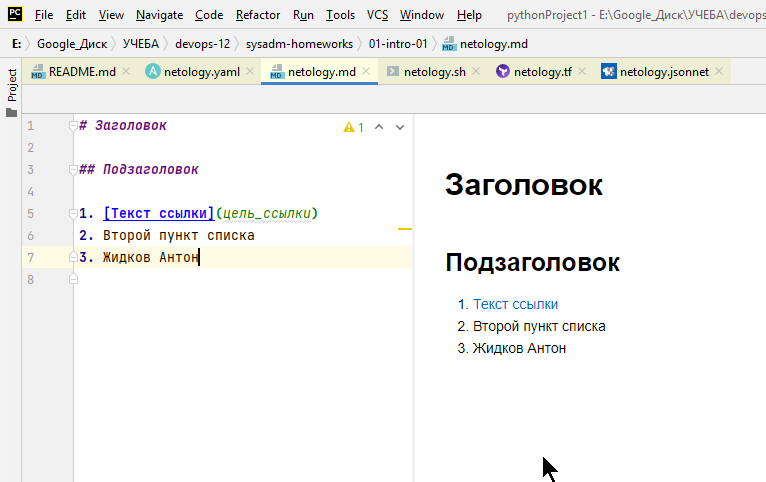 PC File Edit View Navigate Code Refactor Run Tools VCS Window Help pythonProject1 - E:\Google_Диск\УЧЕБА\devops
E: Google_Диск УЧЕБА devops-12 sysadm-homeworks 01-intro-01 netology.md
README.md netology.yaml netology.md netology.sh netology.tf netology.jsonnet
Project
1 # Заголовок
1
2
3 ## Подзаголовок
4
5 1. [Текст ссылки](цель_ссылки)
6 2. Второй пункт списка
7 3. Жидков Антон
8
Заголовок
Подзаголовок
1. Текст ссылки
2. Второй пункт списка
3. Жидков Антон